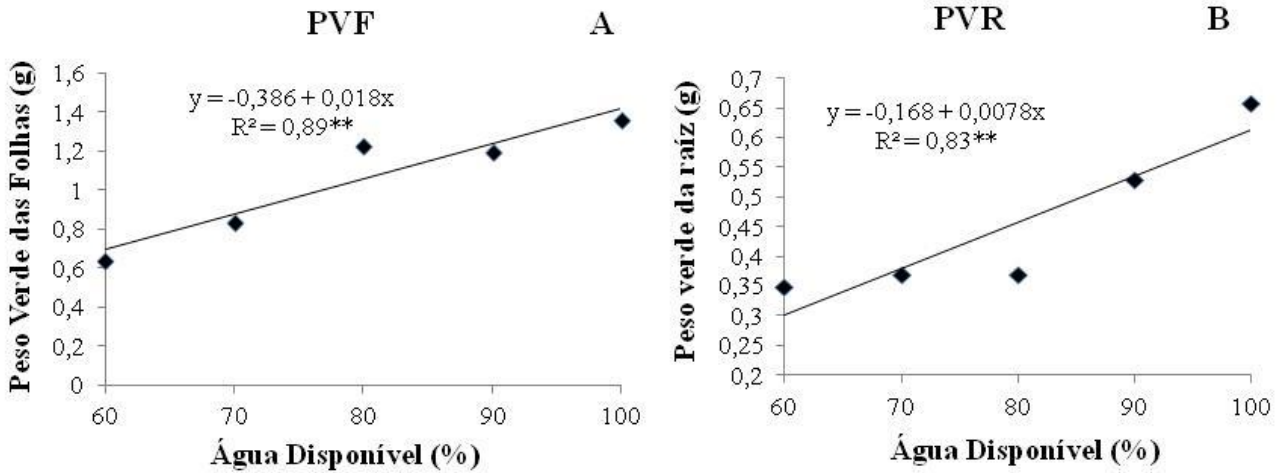 PVF A
Peso Verde das Folhas (g)
1,6
1,4
1,2
1
0,8
0,6
0,4
0,2
0
y = -0,386 + 0,018x
R² = 0,89**
60 70 80 90 100
Água Disponível (%)
PVR B
Peso verde da raíz (g)
0,7
0,65
0,6
0,55
0,5
0,45
0,4
0,35
0,3
0,25
0,2
y = -0,168 + 0,0078x
R² = 0,83**
60 70 80 90 100
Água Disponível (%)